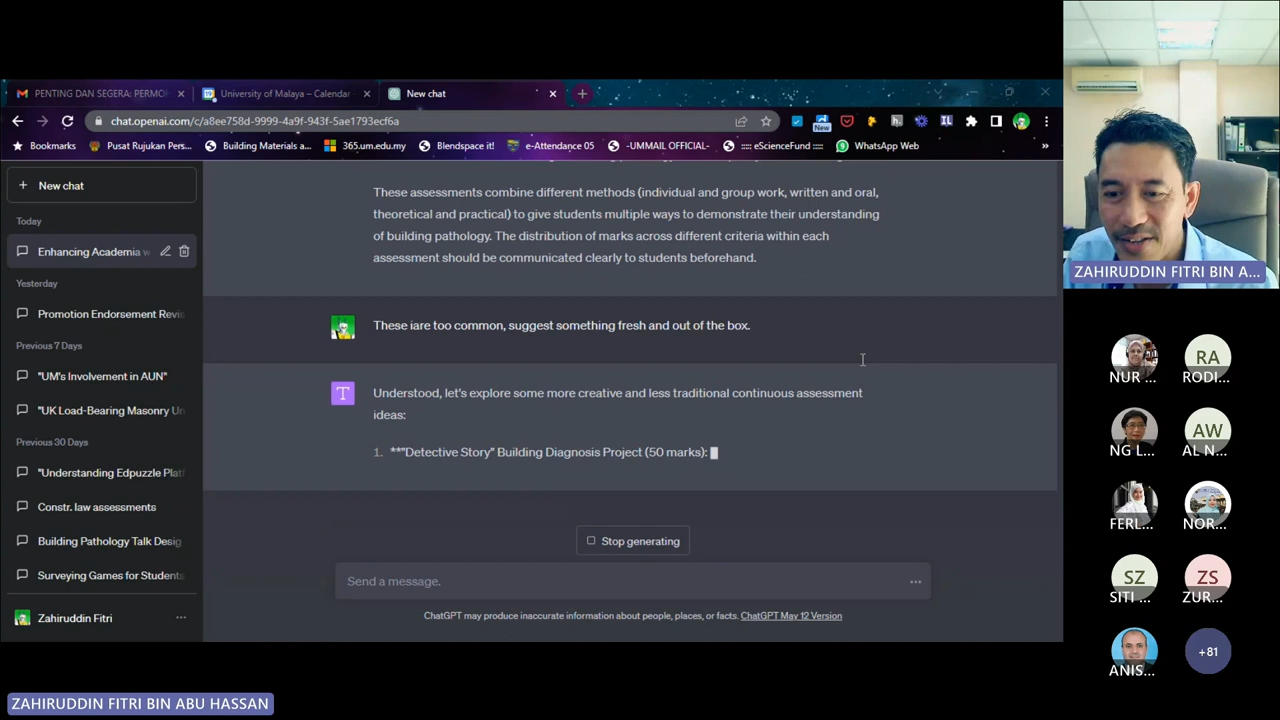 PENTING DAN SEGERA: PERMOH
University of Malaya – Calendar
New chat
chat.openai.com/c/a8ee758d-9999-4a9f-943f-5ae1793ecf6a
New
Bookmarks
Pusat Rujukan Pers...
Building Materials a...
365.um.edu.my
Blendspace it!
e-Attendance 05
-UMMAIL OFFICIAL-
::::: eScienceFund :::::
WhatsApp Web
New chat
Today
Enhancing Academia w
Yesterday
Promotion Endorsement Revi
Previous 7 Days
"UM's Involvement in AUN"
"UK Load-Bearing Masonry Un
Previous 30 Days
"Understanding Edpuzzle Plat
Constr. law assessments
Building Pathology Talk Desig
Surveying Games for Students
Zahiruddin Fitri
These assessments combine different methods (individual and group work, written and oral,
theoretical and practical) to give students multiple ways to demonstrate their understanding
of building pathology. The distribution of marks across different criteria within each
assessment should be communicated clearly to students beforehand.
These iare too common, suggest something fresh and out of the box.
T
Understood, let's explore some more creative and less traditional continuous assessment
ideas:
1. **"Detective Story" Building Diagnosis Project (50 marks):
Stop generating
Send a message.
ChatGPT may produce inaccurate information about people, places, or facts. ChatGPT May 12 Version
ZAHIRUDDIN FITRI BIN A...
RA
NUR ...
RODI...
AW
NG L...
AL N...
FERL...
NOR...
SZ
ZS
SITI ...
ZUR...
+81
ANIS...
ZAHIRUDDIN FITRI BIN ABU HASSAN